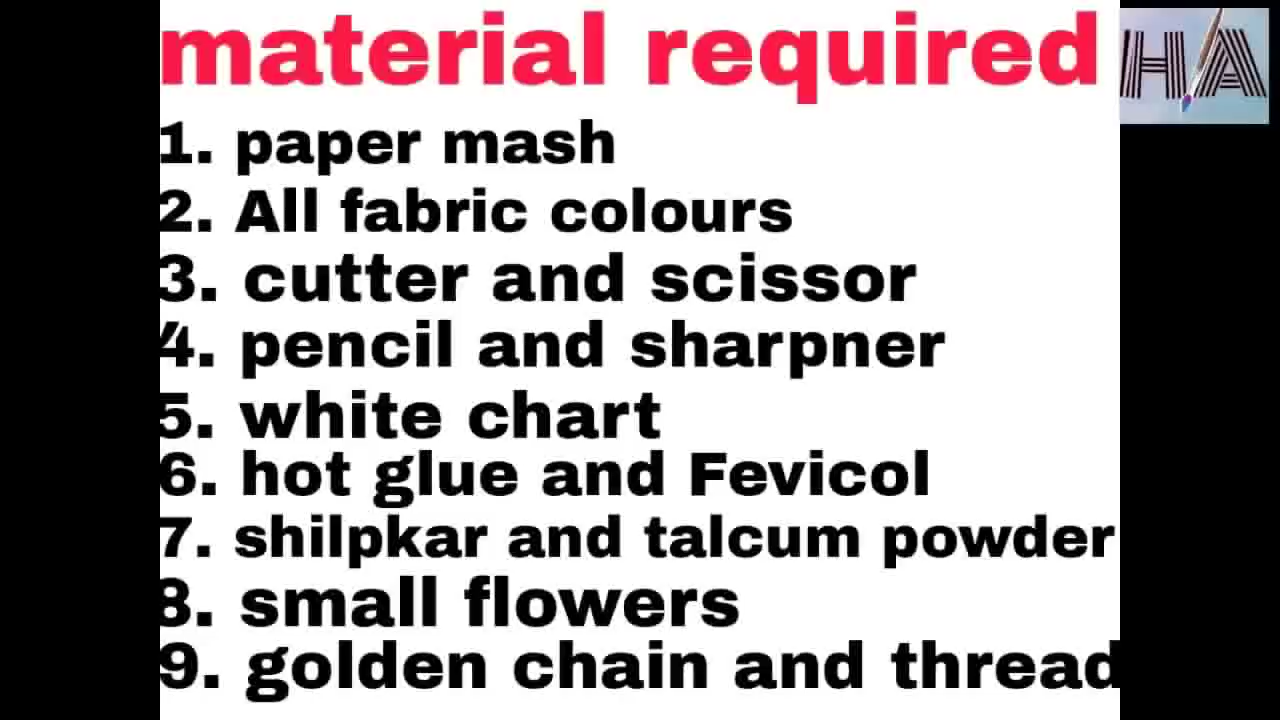 material required
HA
1. paper mash
2. All fabric colours
3. cutter and scissor
4. pencil and sharpner
5. white chart
6. hot glue and Fevicol
7. shilpkar and talcum powder
8. small flowers
9. golden chain and thread